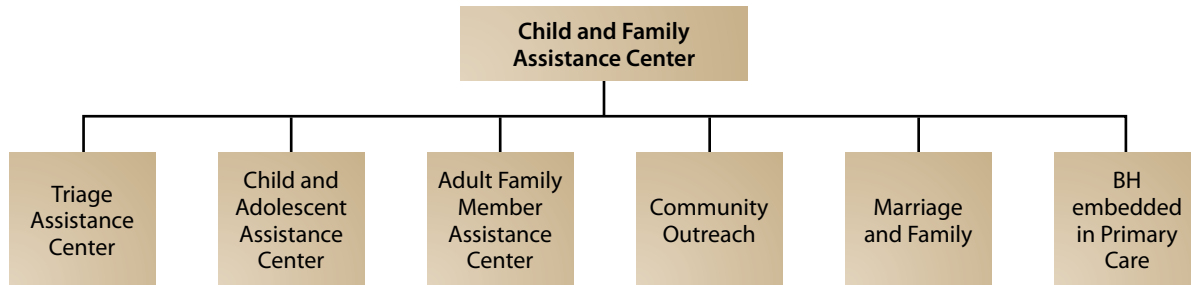 Child and Family
Assistance Center
Triage
Assistance
Center
Child and
Adolescent
Assistance
Center
Adult Family
Member
Assistance
Center
Community
Outreach
Marriage
and Family
BH
embedded
in Primary
Care